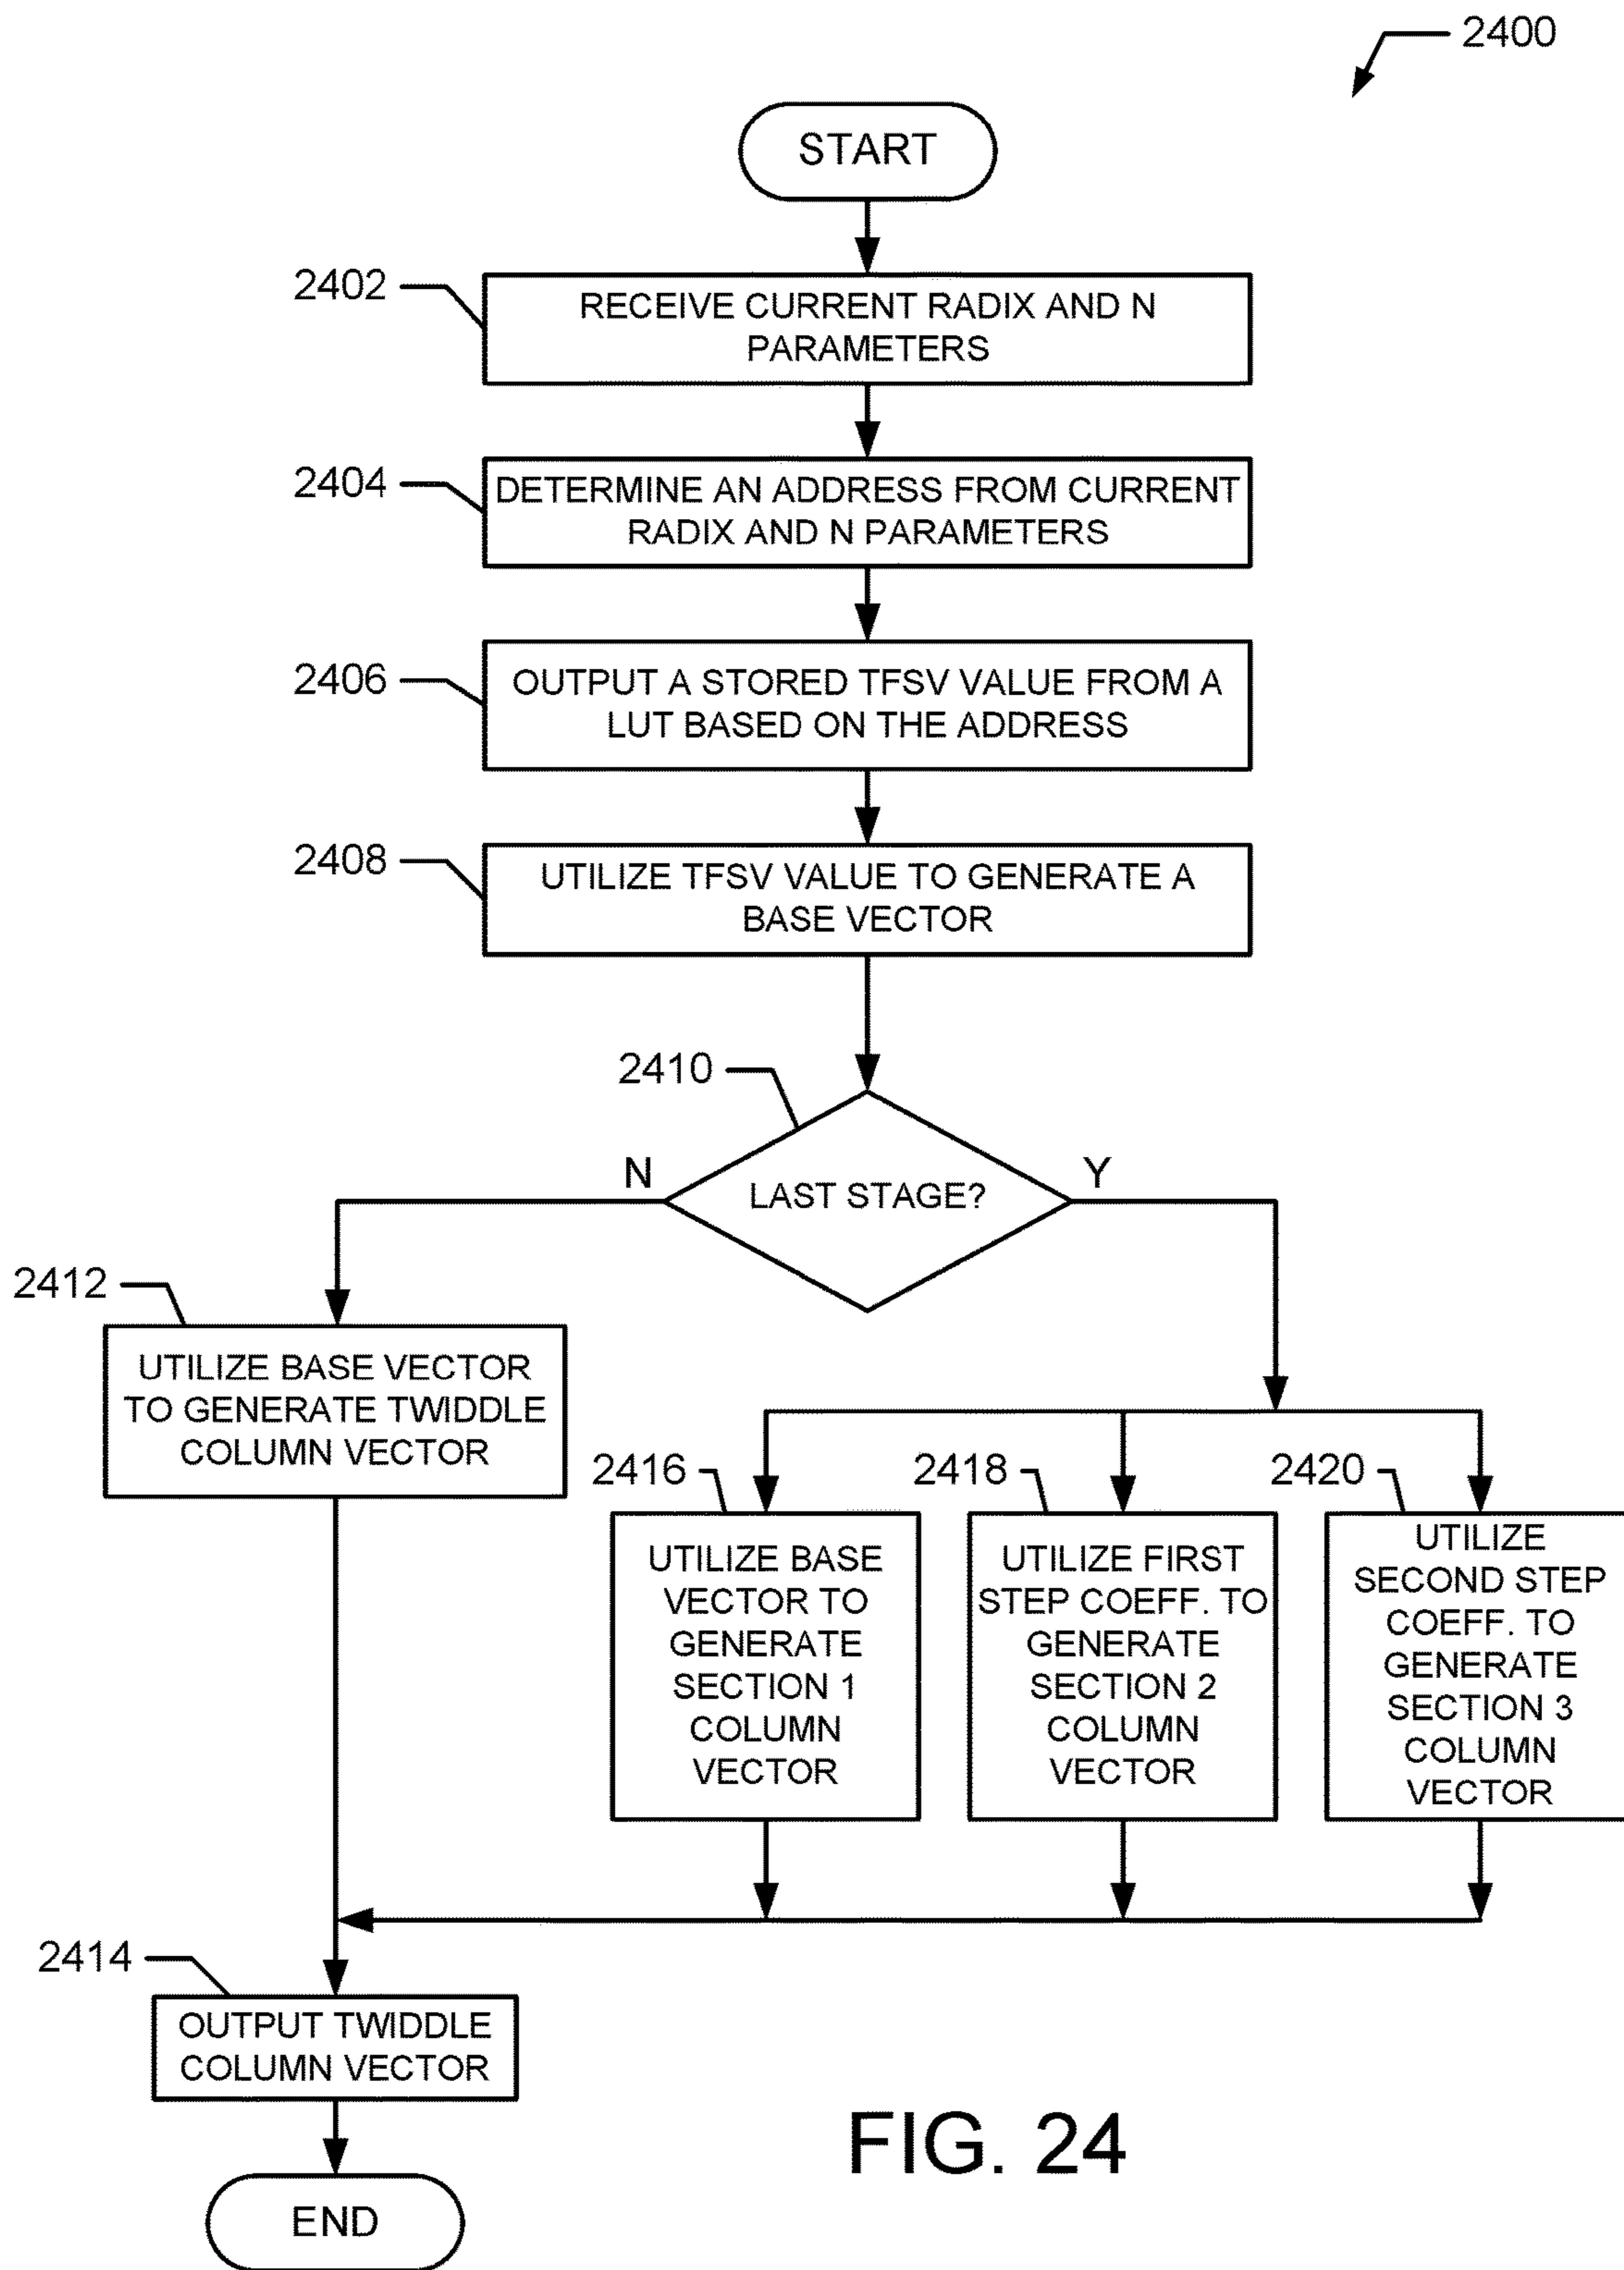 2400
START
2402
RECEIVE CURRENT RADIX AND N
PARAMETERS
2404
DETERMINE AN ADDRESS FROM CURRENT
RADIX AND N PARAMETERS
2406
OUTPUT A STORED TFSV VALUE FROM A
LUT BASED ON THE ADDRESS
2408
UTILIZE TFSV VALUE TO GENERATE A
BASE VECTOR
2410
N
LAST STAGE?
Y
2412
UTILIZE BASE VECTOR
TO GENERATE TWIDDLE
COLUMN VECTOR
2416
UTILIZE BASE
VECTOR TO
GENERATE
SECTION 1
COLUMN
VECTOR
2418
UTILIZE FIRST
STEP COEFF. TO
GENERATE
SECTION 2
COLUMN
VECTOR
2420
UTILIZE
SECOND STEP
COEFF. TO
GENERATE
SECTION 3
COLUMN
VECTOR
2414
OUTPUT TWIDDLE
COLUMN VECTOR
END
FIG. 24